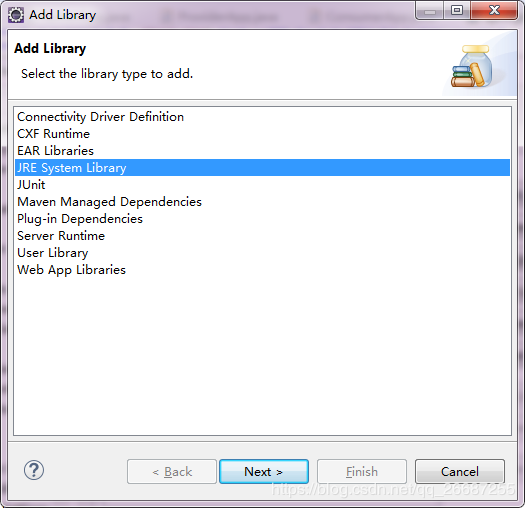 Add Library
Add Library
Select the library type to add.
Connectivity Driver Definition
CXF Runtime
EAR Libraries
JRE System Library
JUnit
Maven Managed Dependencies
Plug-in Dependencies
Server Runtime
User Library
Web App Libraries
?
< Back
Next >
Finish
Cancel
https://blog.csdn.net/qq_26687255